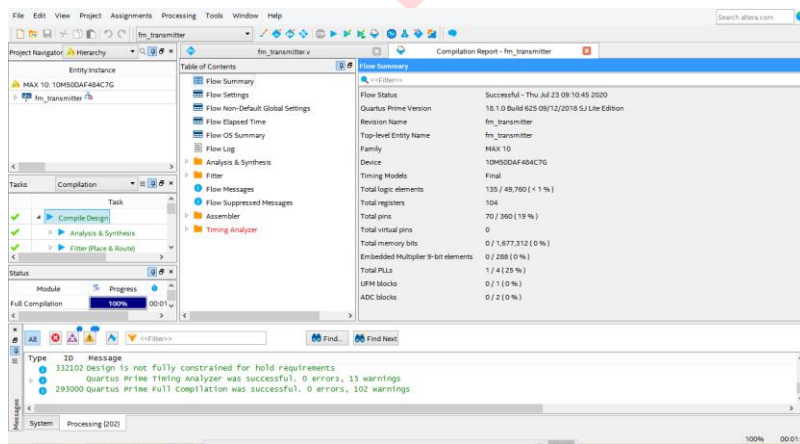 File Edit View Project Assignments Processing Tools Window Help
Search altera.com
fm_transmitter
Project Navigator Hierarchy
fm_transmitter.v
Compilation Report - fm_transmitter
Entity:Instance
MAX 10: 10M50DAF484C7G
fm_transmitter
Table of Contents
Flow Summary
Flow Settings
Flow Non-Default Global Settings
Flow Elapsed Time
Flow OS Summary
Flow Log
Analysis & Synthesis
Fitter
Flow Messages
Flow Suppressed Messages
Assembler
Timing Analyzer
Flow Summary
<<Filter>>
Flow Status Successful - Thu Jul 23 09:10:45 2020
Quartus Prime Version 18.1.0 Build 625 09/12/2018 SJ Lite Edition
Revision Name fm_transmitter
Top-level Entity Name fm_transmitter
Family MAX 10
Device 10M50DAF484C7G
Timing Models Final
Total logic elements 135 / 49,760 ( < 1 % )
Total registers 104
Total pins 70 / 360 ( 19 % )
Total virtual pins 0
Total memory bits 0 / 1,677,312 ( 0 % )
Embedded Multiplier 9-bit elements 0 / 288 ( 0 % )
Total PLLs 1 / 4 ( 25 % )
UFM blocks 0 / 1 ( 0 % )
ADC blocks 0 / 2 ( 0 % )
Tasks Compilation
Task
Compile Design
Analysis & Synthesis
Fitter (Place & Route)
Status
Module % Progress
Full Compilation 100% 00:01
All
<<Filter>>
Find...
Find Next
Type ID Message
332102 Design is not fully constrained for hold requirements
Quartus Prime Timing Analyzer was successful. 0 errors, 15 warnings
293000 Quartus Prime Full Compilation was successful. 0 errors, 102 warnings
Messages
System Processing (202)
100% 00:01